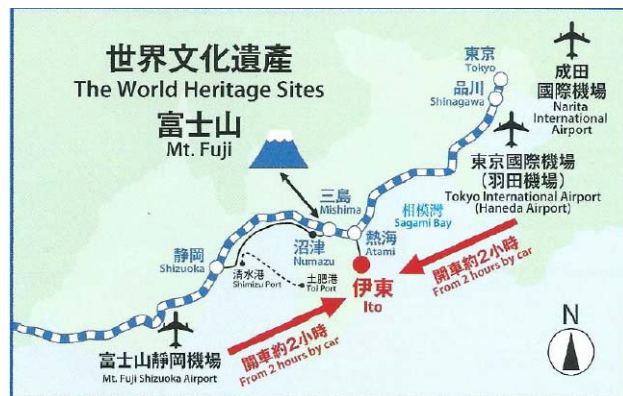 世界文化遺產
The World Heritage Sites
富士山
Mt. Fuji
東京
Tokyo
品川
Shinagawa
成田
國際機場
Narita
International
Airport
東京國際機場
(羽田機場)
Tokyo International Airport
(Haneda Airport)
三島
Mishima
相模灣
Sagami Bay
熱海
Atami
沼津
Numazu
静岡
Shizuoka
清水港
Shimizu Port
土肥港
Toi Port
伊東
Ito
開車約2小時
From 2 hours by car
開車約2小時
From 2 hours by car
富士山靜岡機場
Mt. Fuji Shizuoka Airport
N